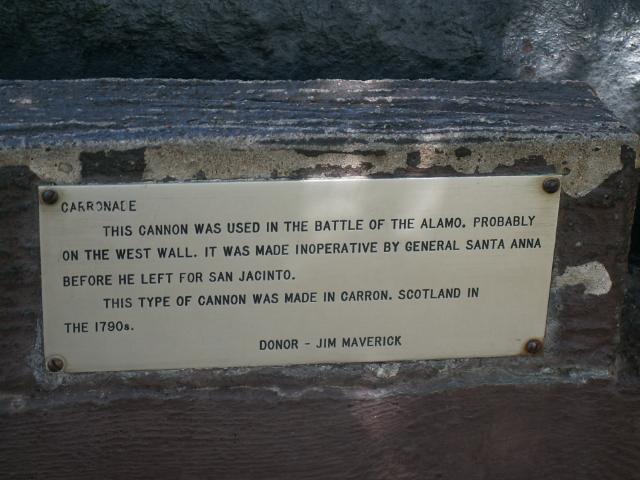 CARRONADE
THIS CANNON WAS USED IN THE BATTLE OF THE ALAMO. PROBABLY
ON THE WEST WALL. IT WAS MADE INOPERATIVE BY GENERAL SANTA ANNA
BEFORE HE LEFT FOR SAN JACINTO.
THIS TYPE OF CANNON WAS MADE IN CARRON. SCOTLAND IN
THE 1790s.
DONOR - JIM MAVERICK